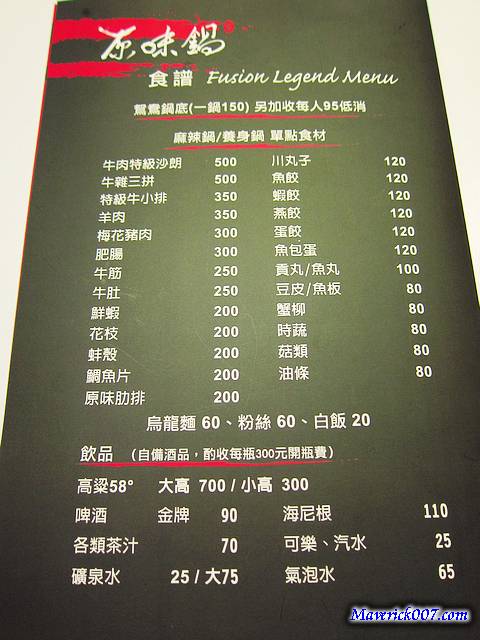 原味鍋
食譜 Fusion Legend Menu
鴛鴦鍋底(一鍋150) 另加收每人95低消
麻辣鍋/養身鍋 單點食材
牛肉特級沙朗 500 川丸子 120
牛雜三拼 500 魚餃 120
特級牛小排 350 蝦餃 120
羊肉 350 燕餃 120
梅花豬肉 300 蛋餃 120
肥腸 300 魚包蛋 120
牛筋 250 貢丸/魚丸 100
牛肚 250 豆皮/魚板 80
鮮蝦 200 蟹柳 80
花枝 200 時蔬 80
蚌殼 200 菇類 80
鯛魚片 200 油條 80
原味肋排 200
烏龍麵 60、粉絲 60、白飯 20
飲品 (自備酒品，酌收每瓶300元開瓶費)
高粱58° 大高 700 / 小高 300
啤酒 金牌 90 海尼根 110
各類茶汁 70 可樂、汽水 25
礦泉水 25 / 大75 氣泡水 65
Maverick007.com